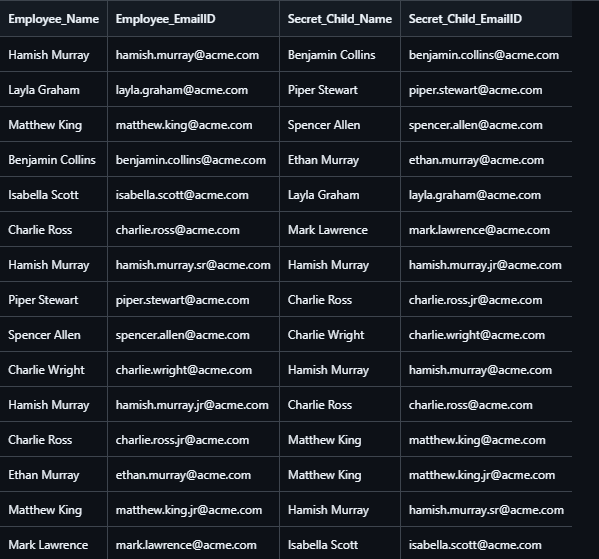 Employee_Name Employee_EmailID Secret_Child_Name Secret_Child_EmailID
Hamish Murray hamish.murray@acme.com Benjamin Collins benjamin.collins@acme.com
Layla Graham layla.graham@acme.com Piper Stewart piper.stewart@acme.com
Matthew King matthew.king@acme.com Spencer Allen spencer.allen@acme.com
Benjamin Collins benjamin.collins@acme.com Ethan Murray ethan.murray@acme.com
Isabella Scott isabella.scott@acme.com Layla Graham layla.graham@acme.com
Charlie Ross charlie.ross@acme.com Mark Lawrence mark.lawrence@acme.com
Hamish Murray hamish.murray.sr@acme.com Hamish Murray hamish.murray.jr@acme.com
Piper Stewart piper.stewart@acme.com Charlie Ross charlie.ross.jr@acme.com
Spencer Allen spencer.allen@acme.com Charlie Wright charlie.wright@acme.com
Charlie Wright charlie.wright@acme.com Hamish Murray hamish.murray@acme.com
Hamish Murray hamish.murray.jr@acme.com Charlie Ross charlie.ross@acme.com
Charlie Ross charlie.ross.jr@acme.com Matthew King matthew.king@acme.com
Ethan Murray ethan.murray@acme.com Matthew King matthew.king.jr@acme.com
Matthew King matthew.king.jr@acme.com Hamish Murray hamish.murray.sr@acme.com
Mark Lawrence mark.lawrence@acme.com Isabella Scott isabella.scott@acme.com